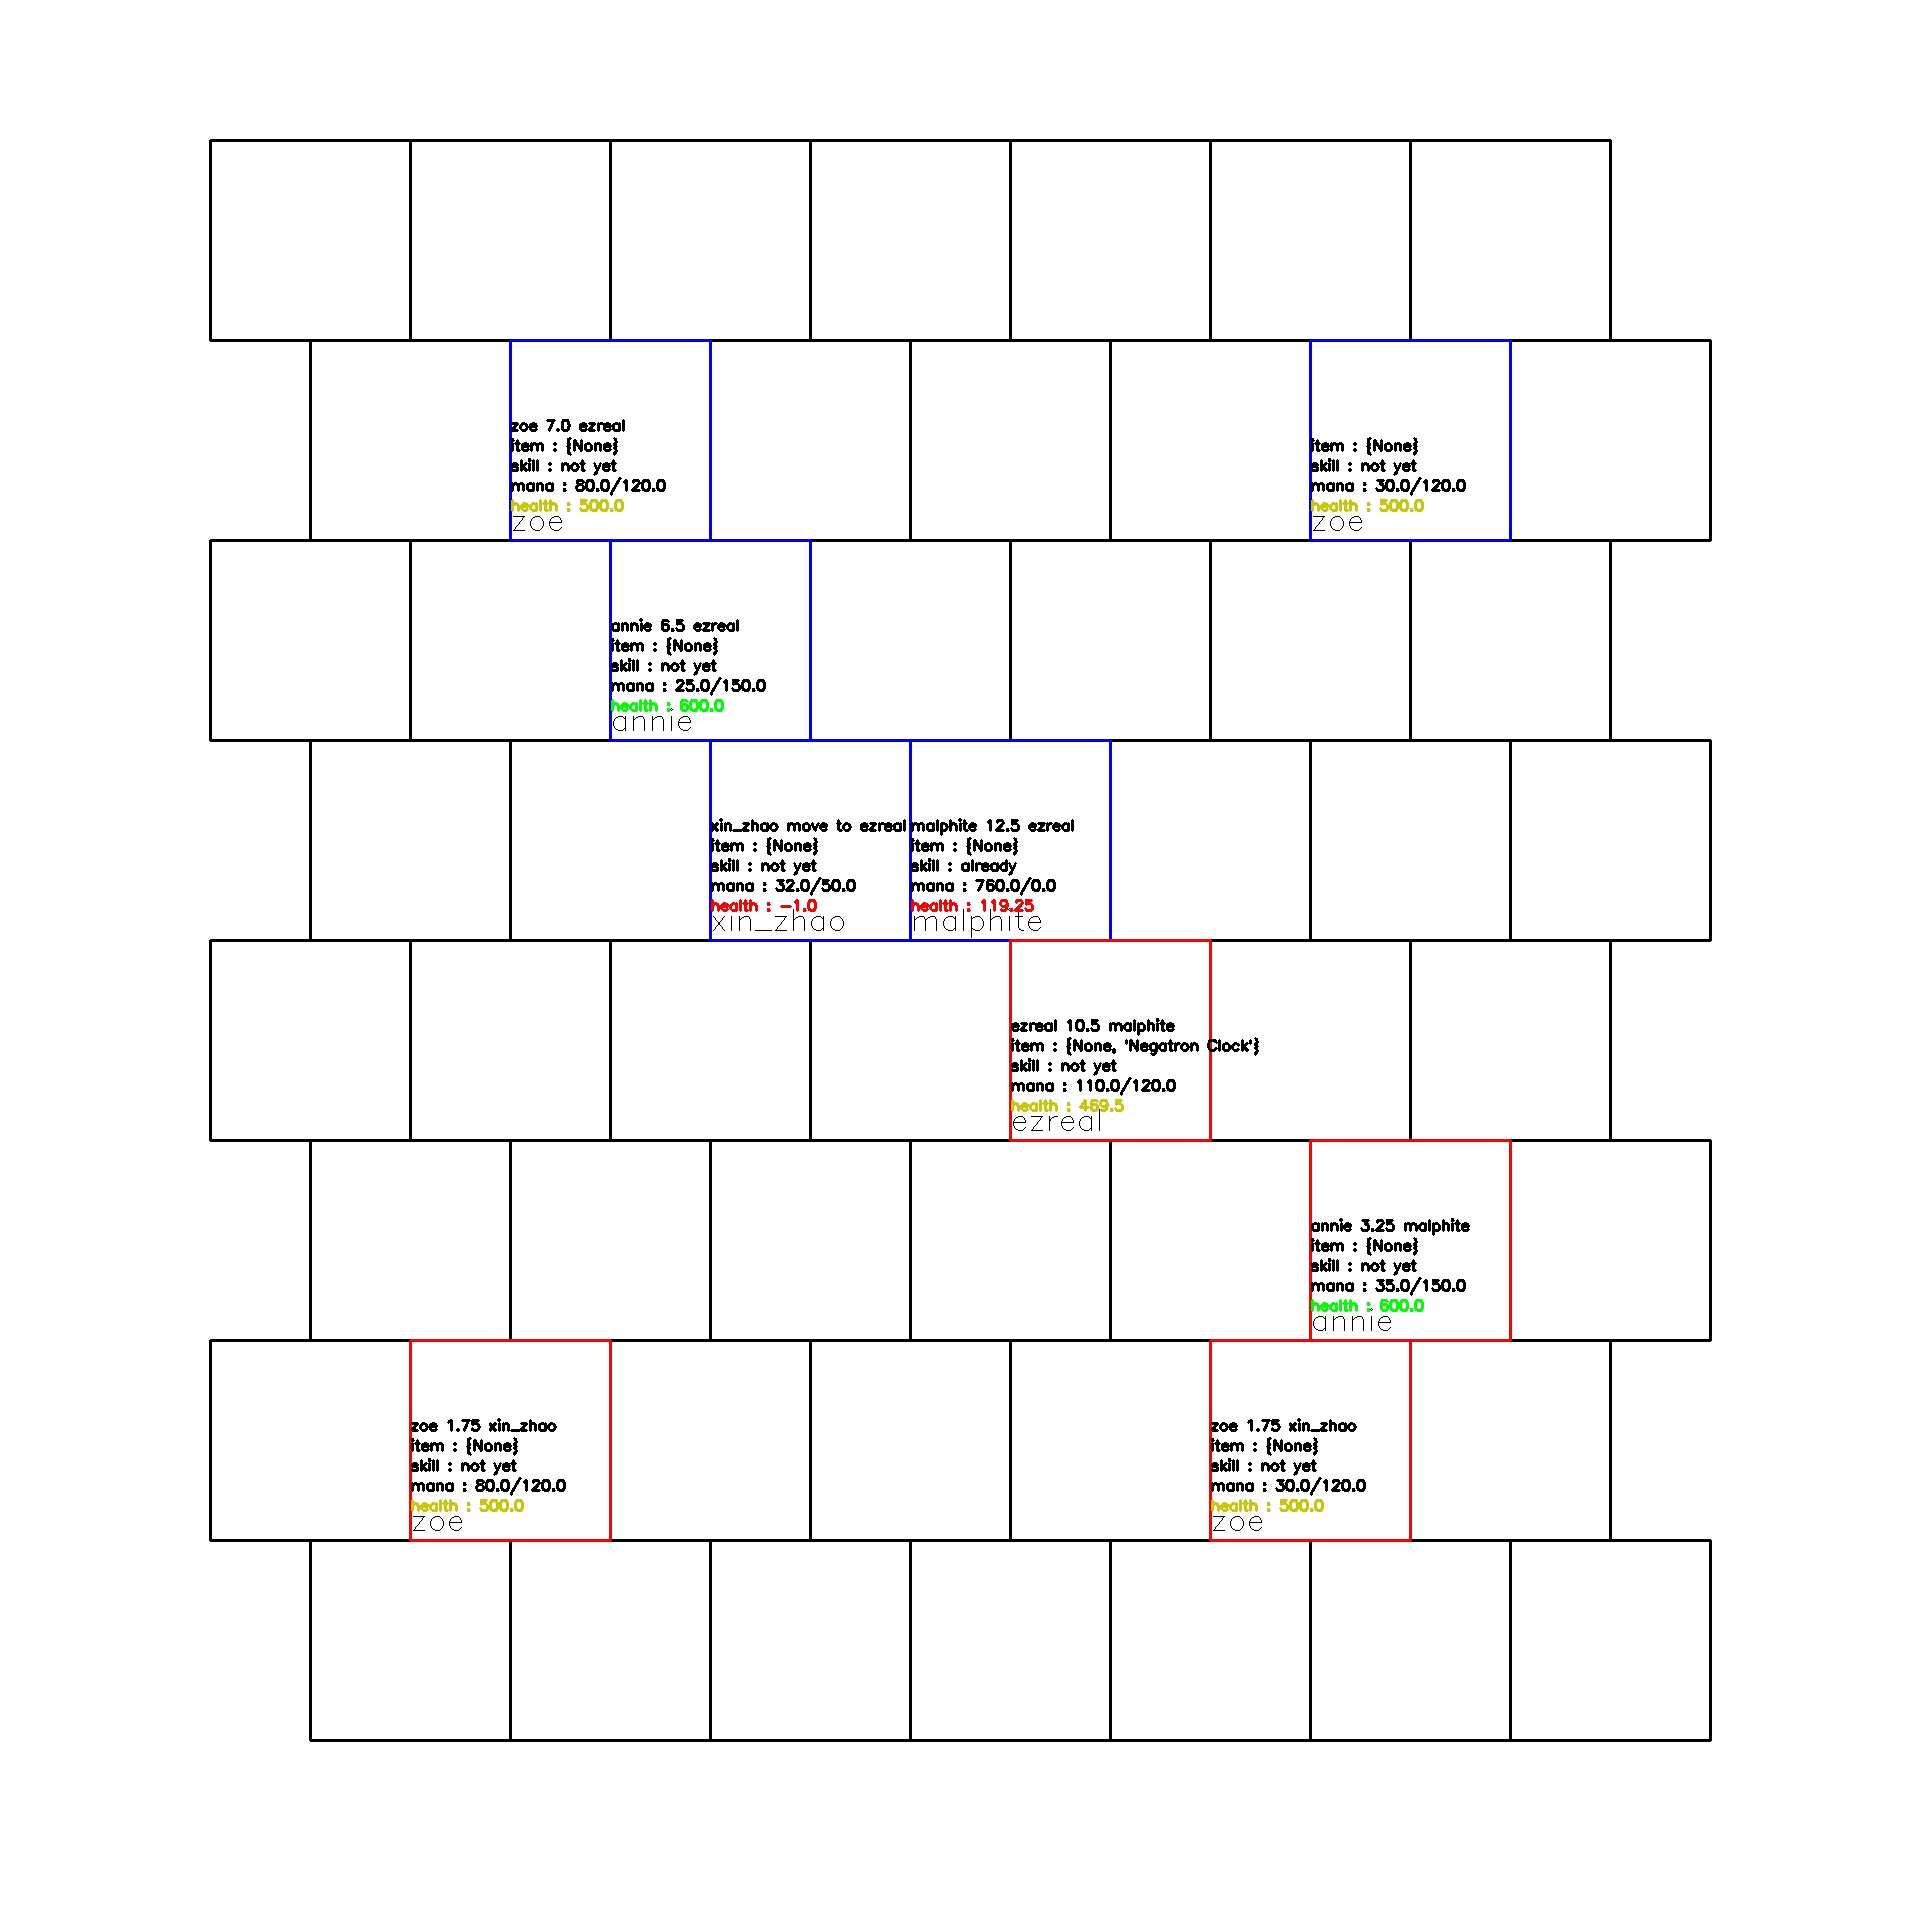 zoe 7.0 ezreal
item : {None}
skill : not yet
mana : 80.0/120.0
health : 500.0
zoe
item : {None}
skill : not yet
mana : 30.0/120.0
health : 500.0
zoe
annie 6.5 ezreal
item : {None}
skill : not yet
mana : 25.0/150.0
health : 600.0
annie
xin_zhao move to ezreal
item : {None}
skill : not yet
mana : 32.0/50.0
health : -1.0
xin_zhao
malphite 12.5 ezreal
item : {None}
skill : already
mana : 760.0/0.0
health : 119.25
malphite
ezreal 10.5 malphite
item : {None, 'Negatron Clock'}
skill : not yet
mana : 110.0/120.0
health : 469.5
ezreal
annie 3.25 malphite
item : {None}
skill : not yet
mana : 35.0/150.0
health : 600.0
annie
zoe 1.75 xin_zhao
item : {None}
skill : not yet
mana : 80.0/120.0
health : 500.0
zoe
zoe 1.75 xin_zhao
item : {None}
skill : not yet
mana : 30.0/120.0
health : 500.0
zoe